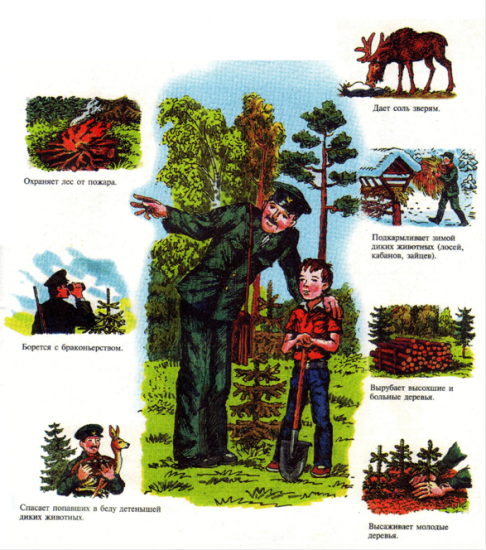 Дает соль зверям.
Охраняет лес от пожара.
Подкармливает зимой
диких животных (лосей,
кабанов, зайцев).
Борется с браконьерством.
Вырубает высохшие и
больные деревья.
Спасает попавших в беду детенышей
диких животных.
Высаживает молодые
деревья.